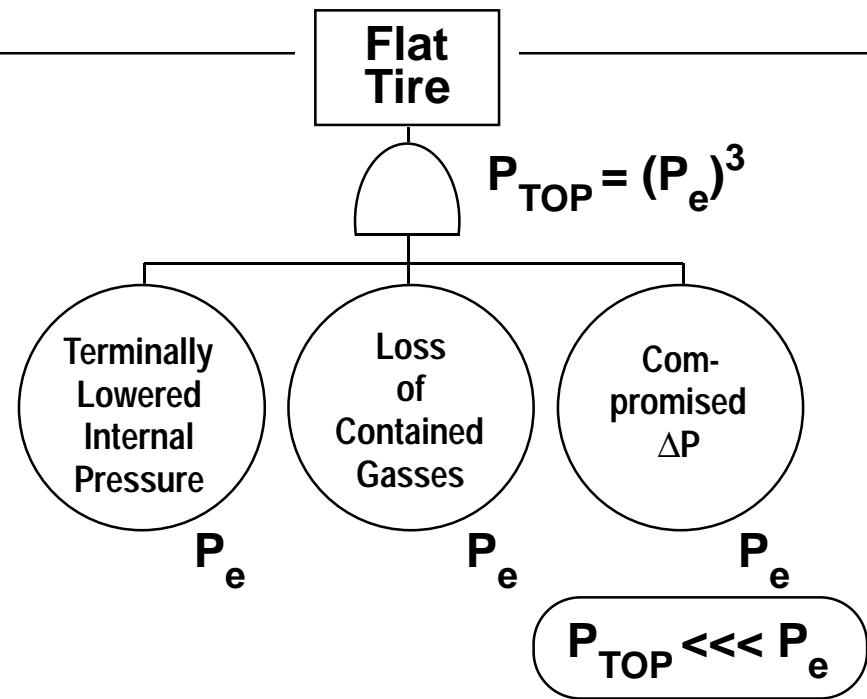 Flat
Tire
P_TOP = (P_e)^3
Terminally
Lowered
Internal
Pressure
Loss
of
Contained
Gasses
Com-
promised
ΔP
P_e
P_e
P_e
P_TOP <<< P_e